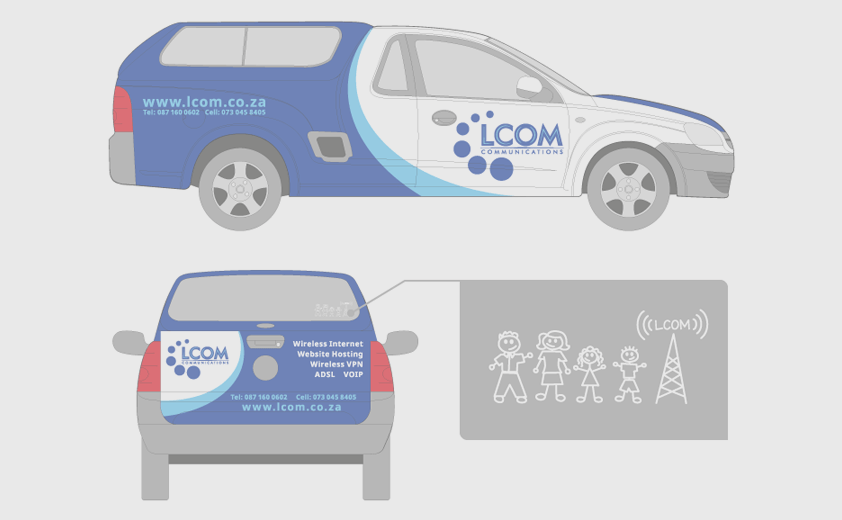 www.lcom.co.za
Tel: 087 160 0602 Cell: 073 045 8405
LCOM
COMMUNICATIONS
LCOM
COMMUNICATIONS
Wireless Internet
Website Hosting
Wireless VPN
ADSL VOIP
Tel: 087 160 0602 Cell: 073 045 8405
www.lcom.co.za
LCOM